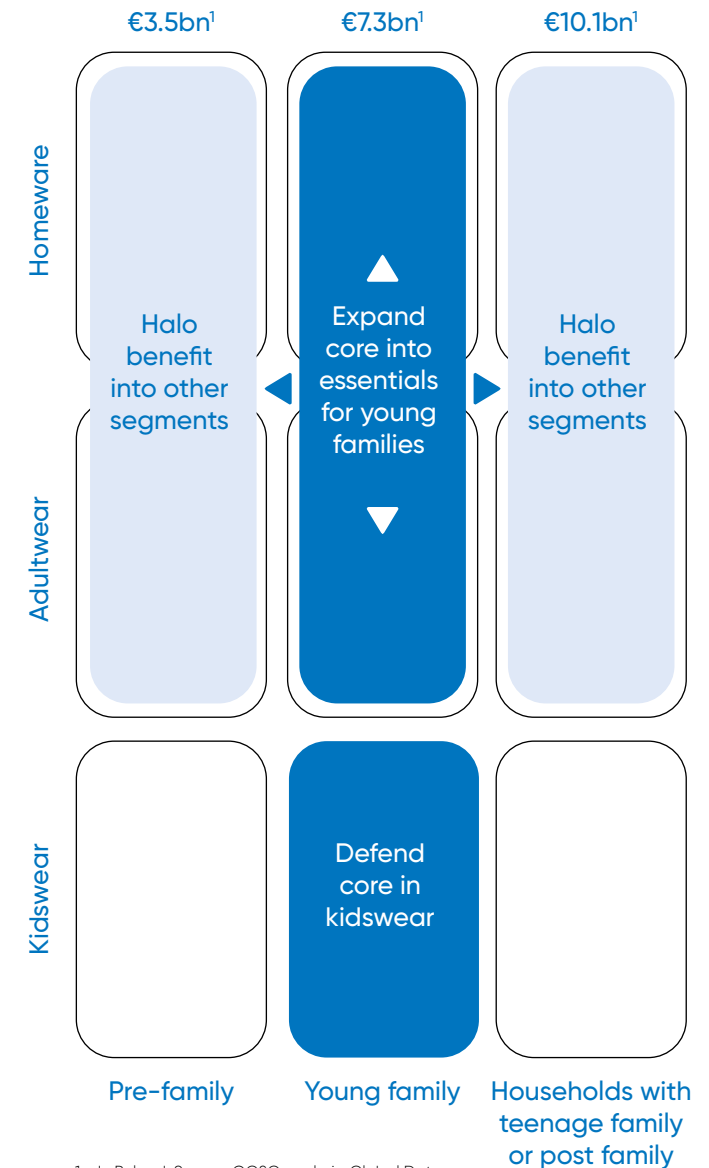 €3.5bn¹
€7.3bn¹
€10.1bn¹
Homeware
Adultwear
Kidswear
Halo
benefit
into other
segments
Expand
core into
essentials
for young
families
Halo
benefit
into other
segments
Defend
core in
kidswear
Pre-family
Young family
Households with
teenage family
or post family